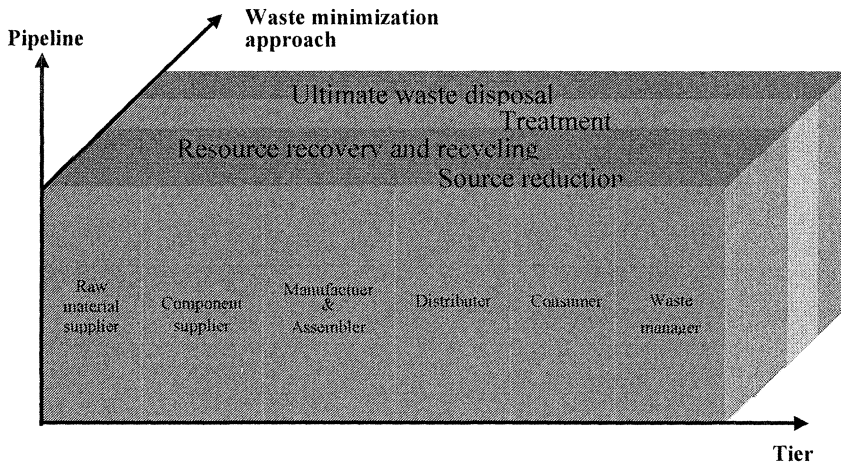 Waste minimization
approach
Pipeline
Ultimate waste disposal
Treatment
Resource recovery and recycling
Source reduction
Raw
material
supplier
Component
supplier
Manufactuer
&
Assembler
Distributer
Consumer
Waste
manager
Tier